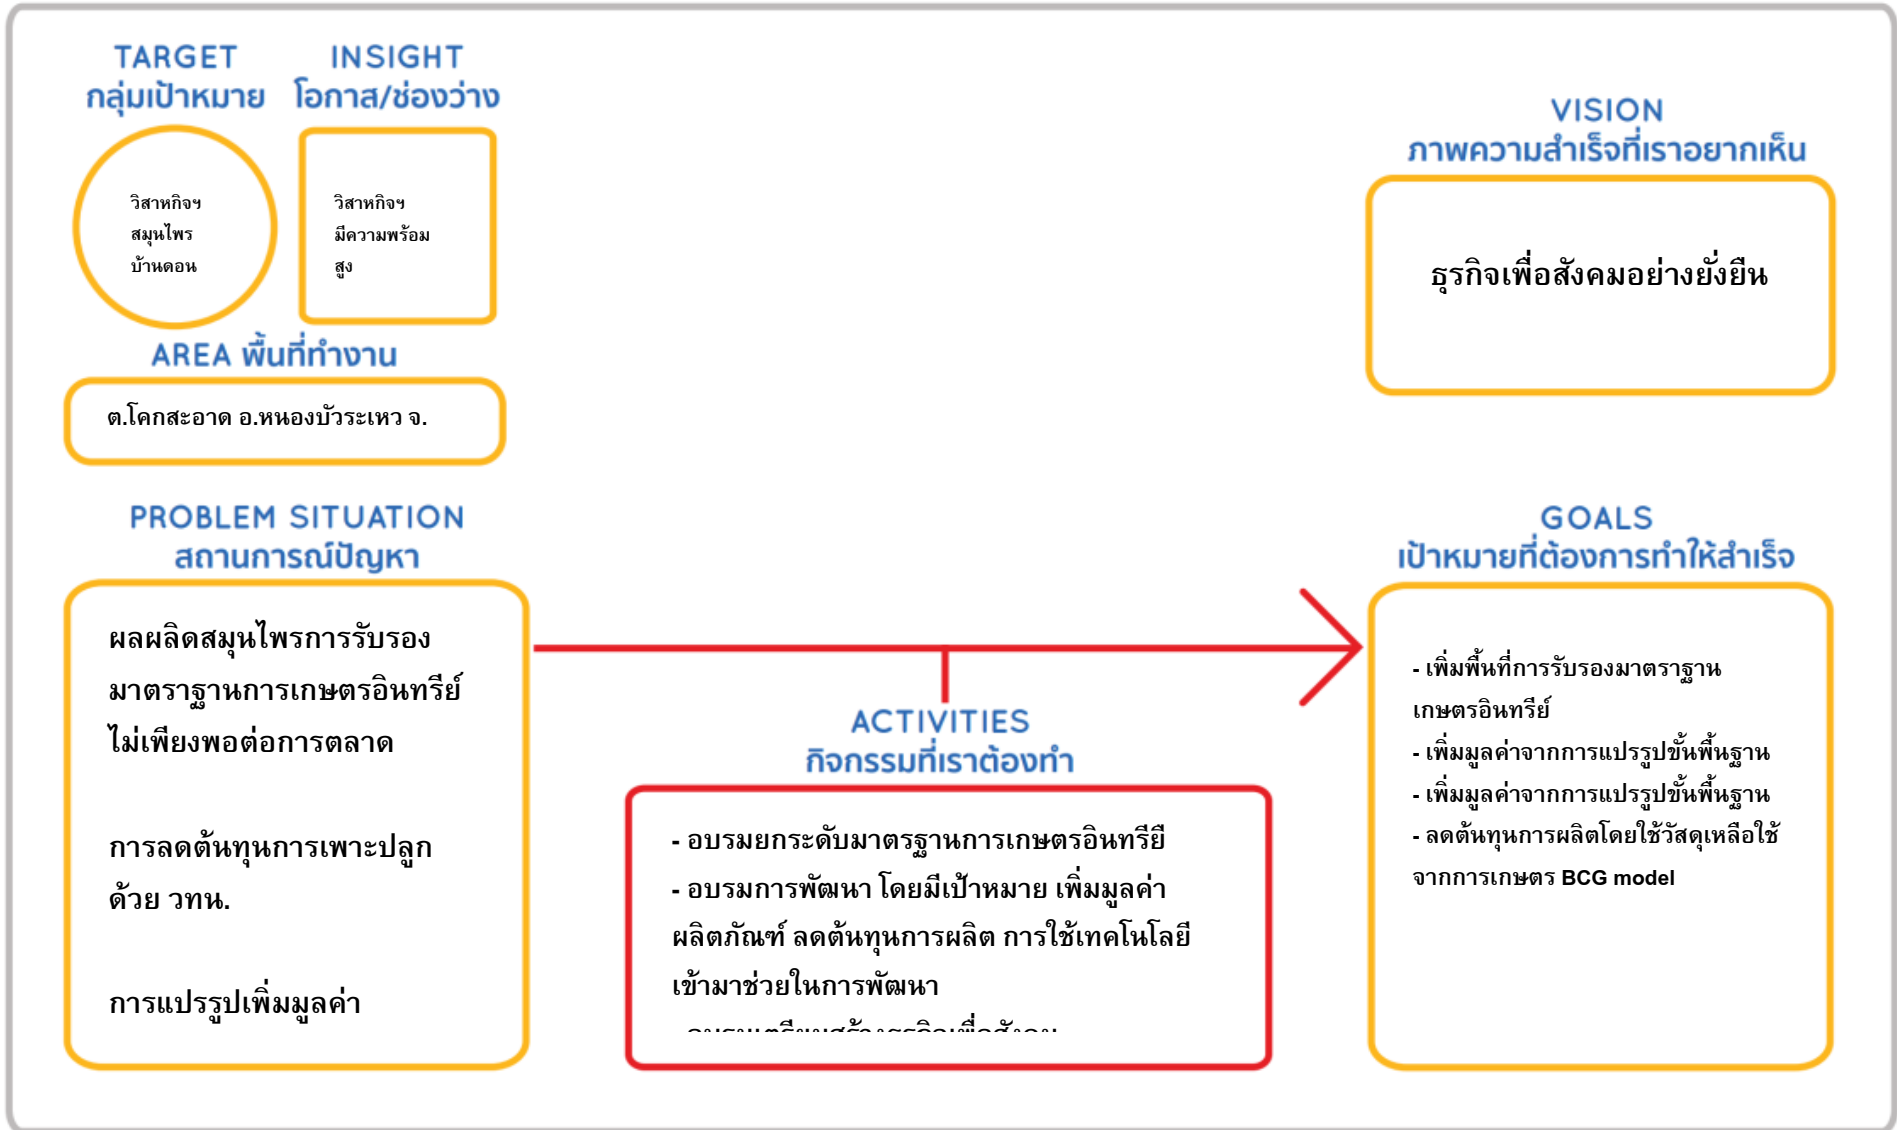 TARGET
กลุ่มเป้าหมาย
INSIGHT
โอกาส/ช่องว่าง
วิสาหกิจฯ
สมุนไพร
บ้านดอน
วิสาหกิจฯ
มีความพร้อม
สูง
AREA พื้นที่ทำงาน
ต.โคกสะอาด อ.หนองบัวระเหว จ.
VISION
ภาพความสำเร็จที่เราอยากเห็น
ธุรกิจเพื่อสังคมอย่างยั่งยืน
PROBLEM SITUATION
สถานการณ์ปัญหา
ผลผลิตสมุนไพรการรับรอง
มาตราฐานการเกษตรอินทรีย์
ไม่เพียงพอต่อการตลาด
การลดต้นทุนการเพาะปลูก
ด้วย วทน.
การแปรรูปเพิ่มมูลค่า
ACTIVITIES
กิจกรรมที่เราต้องทำ
- อบรมยกระดับมาตรฐานการเกษตรอินทรียื
- อบรมการพัฒนา โดยมีเป้าหมาย เพิ่มมูลค่า
ผลิตภัณฑ์ ลดต้นทุนการผลิต การใช้เทคโนโลยี
เข้ามาช่วยในการพัฒนา
- อบรมเตรียมสร้างธุรกิจเพื่อสังคม
GOALS
เป้าหมายที่ต้องการทำให้สำเร็จ
- เพิ่มพื้นที่การรับรองมาตราฐาน
เกษตรอินทรีย์
- เพิ่มมูลค่าจากการแปรรูปขั้นพื้นฐาน
- เพิ่มมูลค่าจากการแปรรูปขั้นพื้นฐาน
- ลดต้นทุนการผลิตโดยใช้วัสดุเหลือใช้
จากการเกษตร BCG model